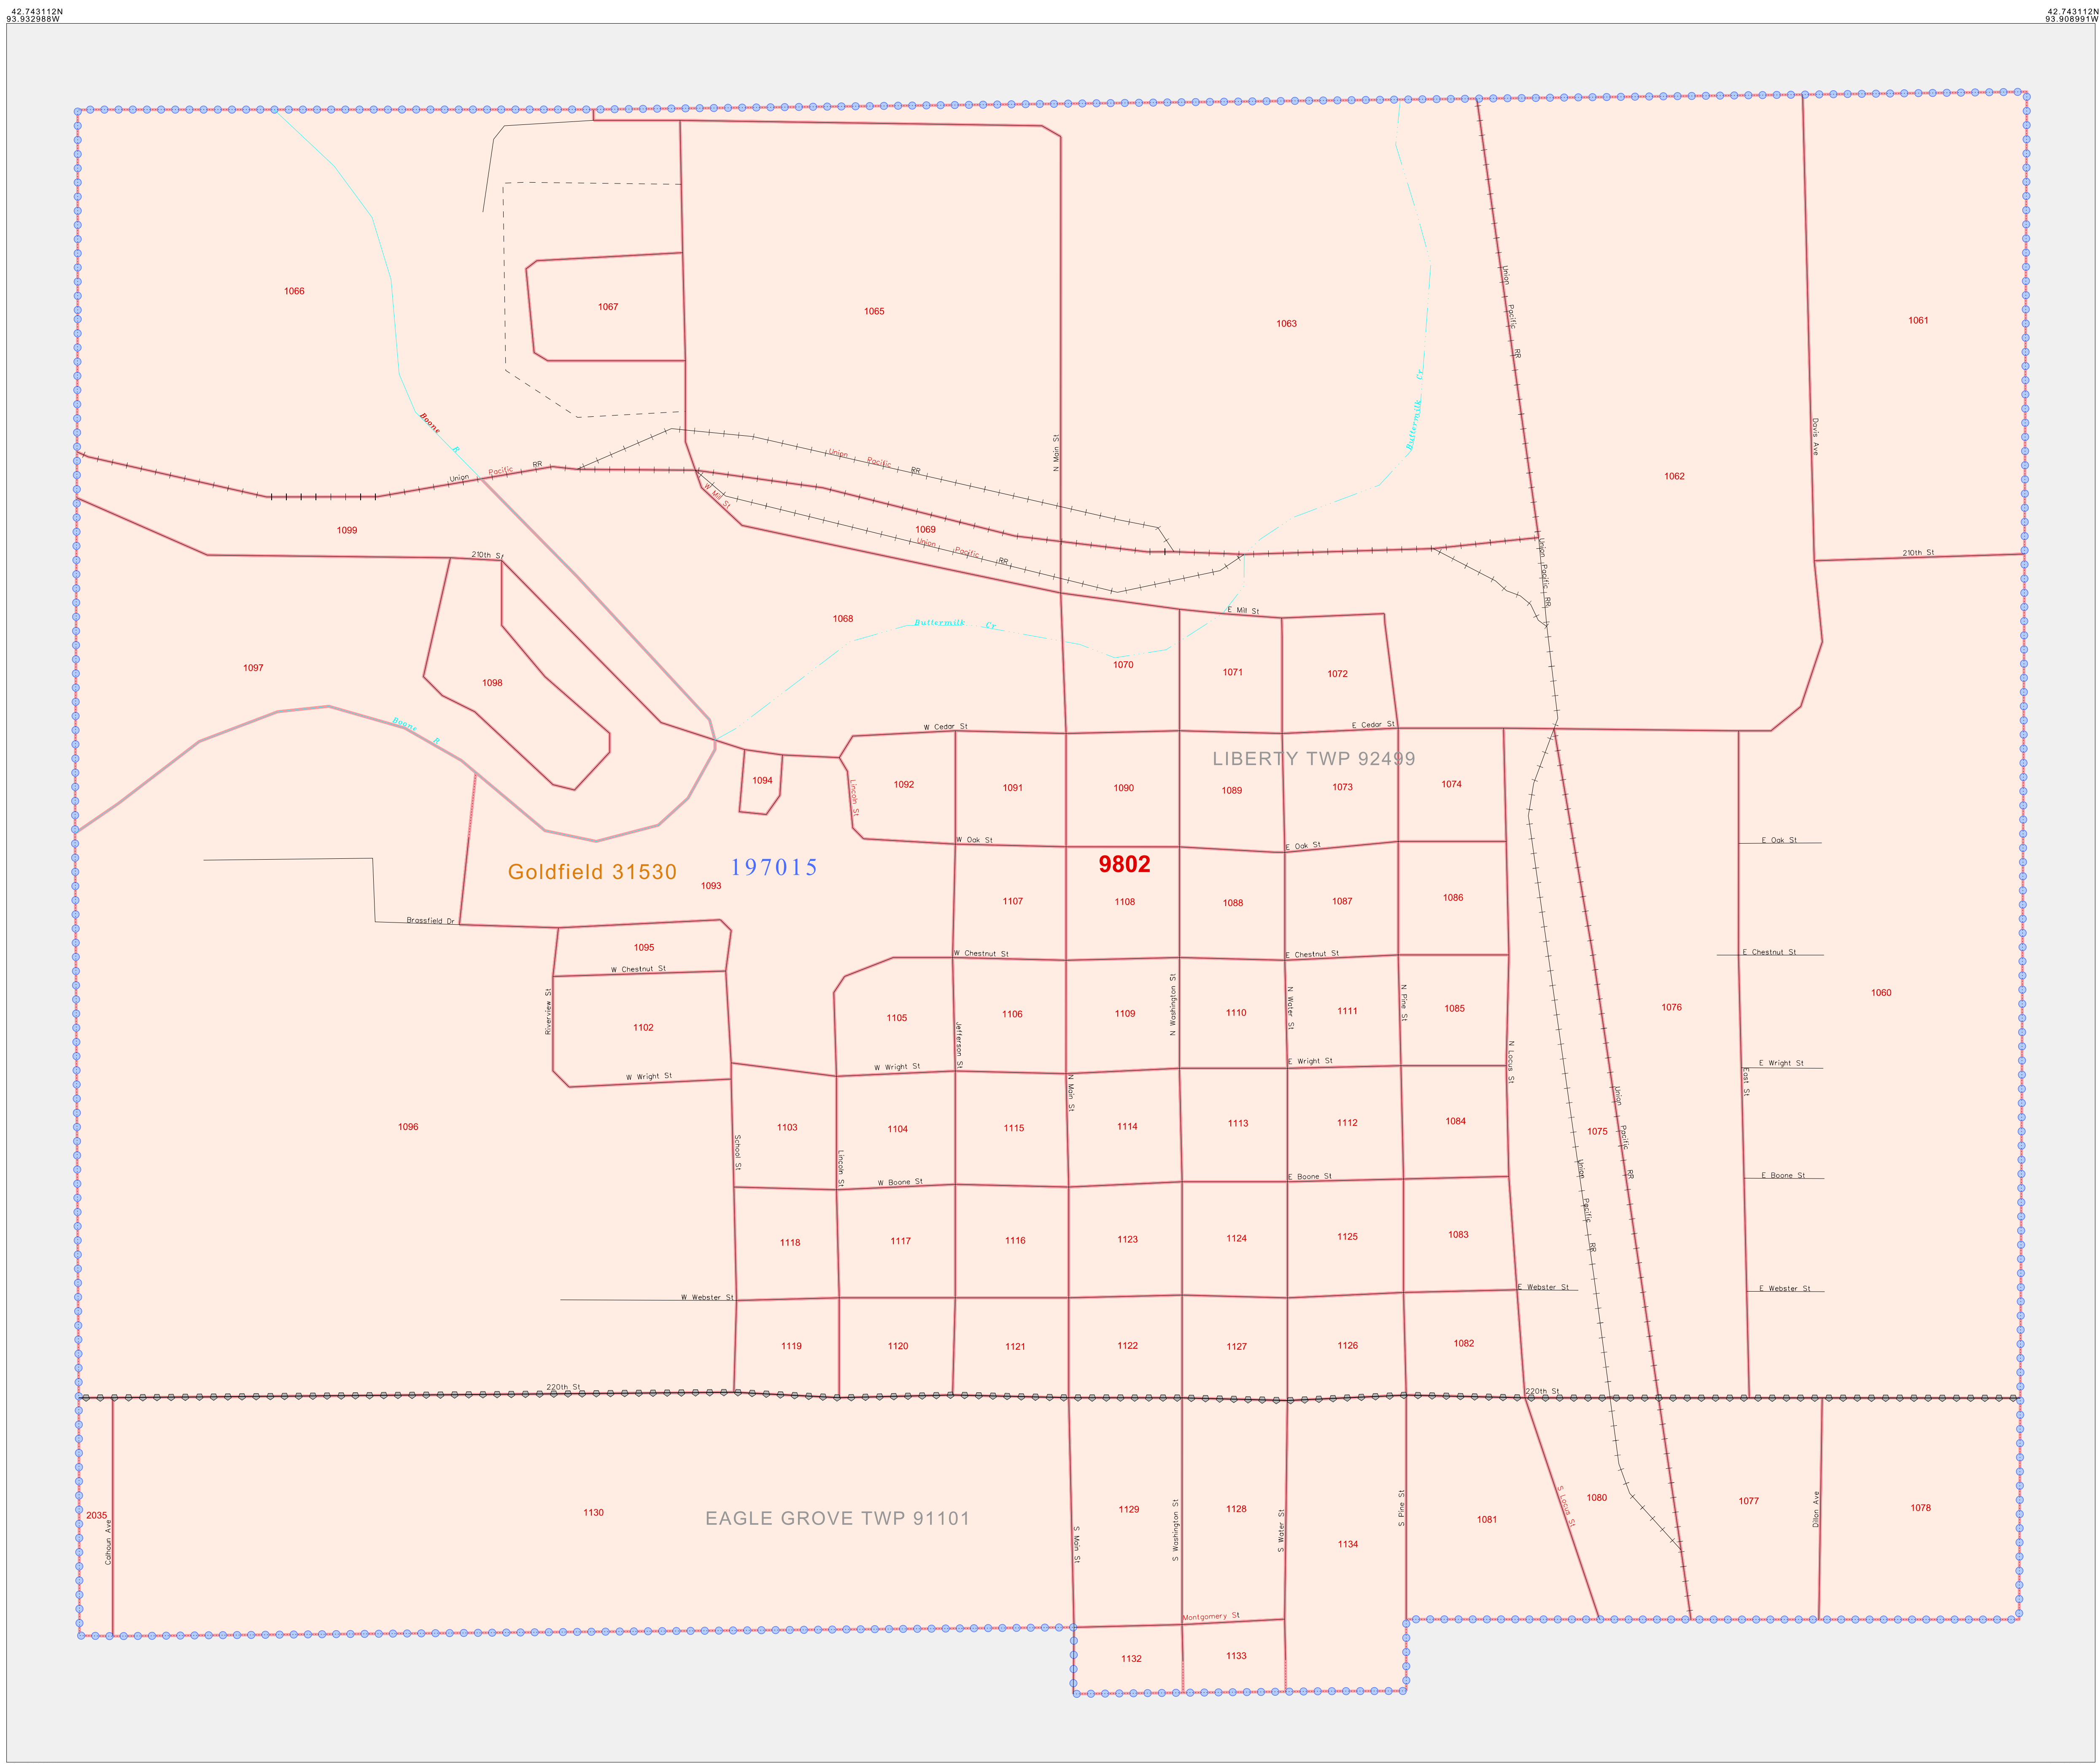 42.743112N
93.932988W
42.743112N
93.908991W
1066
1067
1065
1063
1061
Union Pacific RR
Buttermilk Cr
Davis Ave
N Main St
Boone R
Union Pacific RR
Union Pacific RR
1062
W Mill St
1099
1069
Union Pacific RR
210th St
210th St
Union Pacific RR
1068
Buttermilk Cr
E Mill St
1097
1098
1070
1071
1072
Boone R
W Cedar St
E Cedar St
LIBERTY TWP 92499
1094
1092
1091
1090
1089
1073
1074
Lincoln St
W Oak St
E Oak St
E Oak St
Goldfield 31530
197015
9802
1093
1107
1108
1088
1087
1086
Brassfield Dr
1095
W Chestnut St
W Chestnut St
E Chestnut St
E Chestnut St
Riverview St
1102
1105
1106
1109
1110
1111
1085
1076
1060
Jefferson St
N Washington St
N Water St
N Pine St
N Locus St
W Wright St
W Wright St
E Wright St
E Wright St
N Main St
East St
Union Pacific RR
1096
School St
1103
1104
1115
1114
1113
1112
1084
1075
Lincoln St
W Boone St
E Boone St
E Boone St
Union Pacific RR
1118
1117
1116
1123
1124
1125
1083
W Webster St
E Webster St
E Webster St
1119
1120
1121
1122
1127
1126
1082
220th St
220th St
2035
Calhoun Ave
1130
EAGLE GROVE TWP 91101
S Main St
1129
S Washington St
1128
S Water St
1134
S Pine St
1081
S Locus St
1080
1077
Dillon Ave
1078
Montgomery St
1132
1133